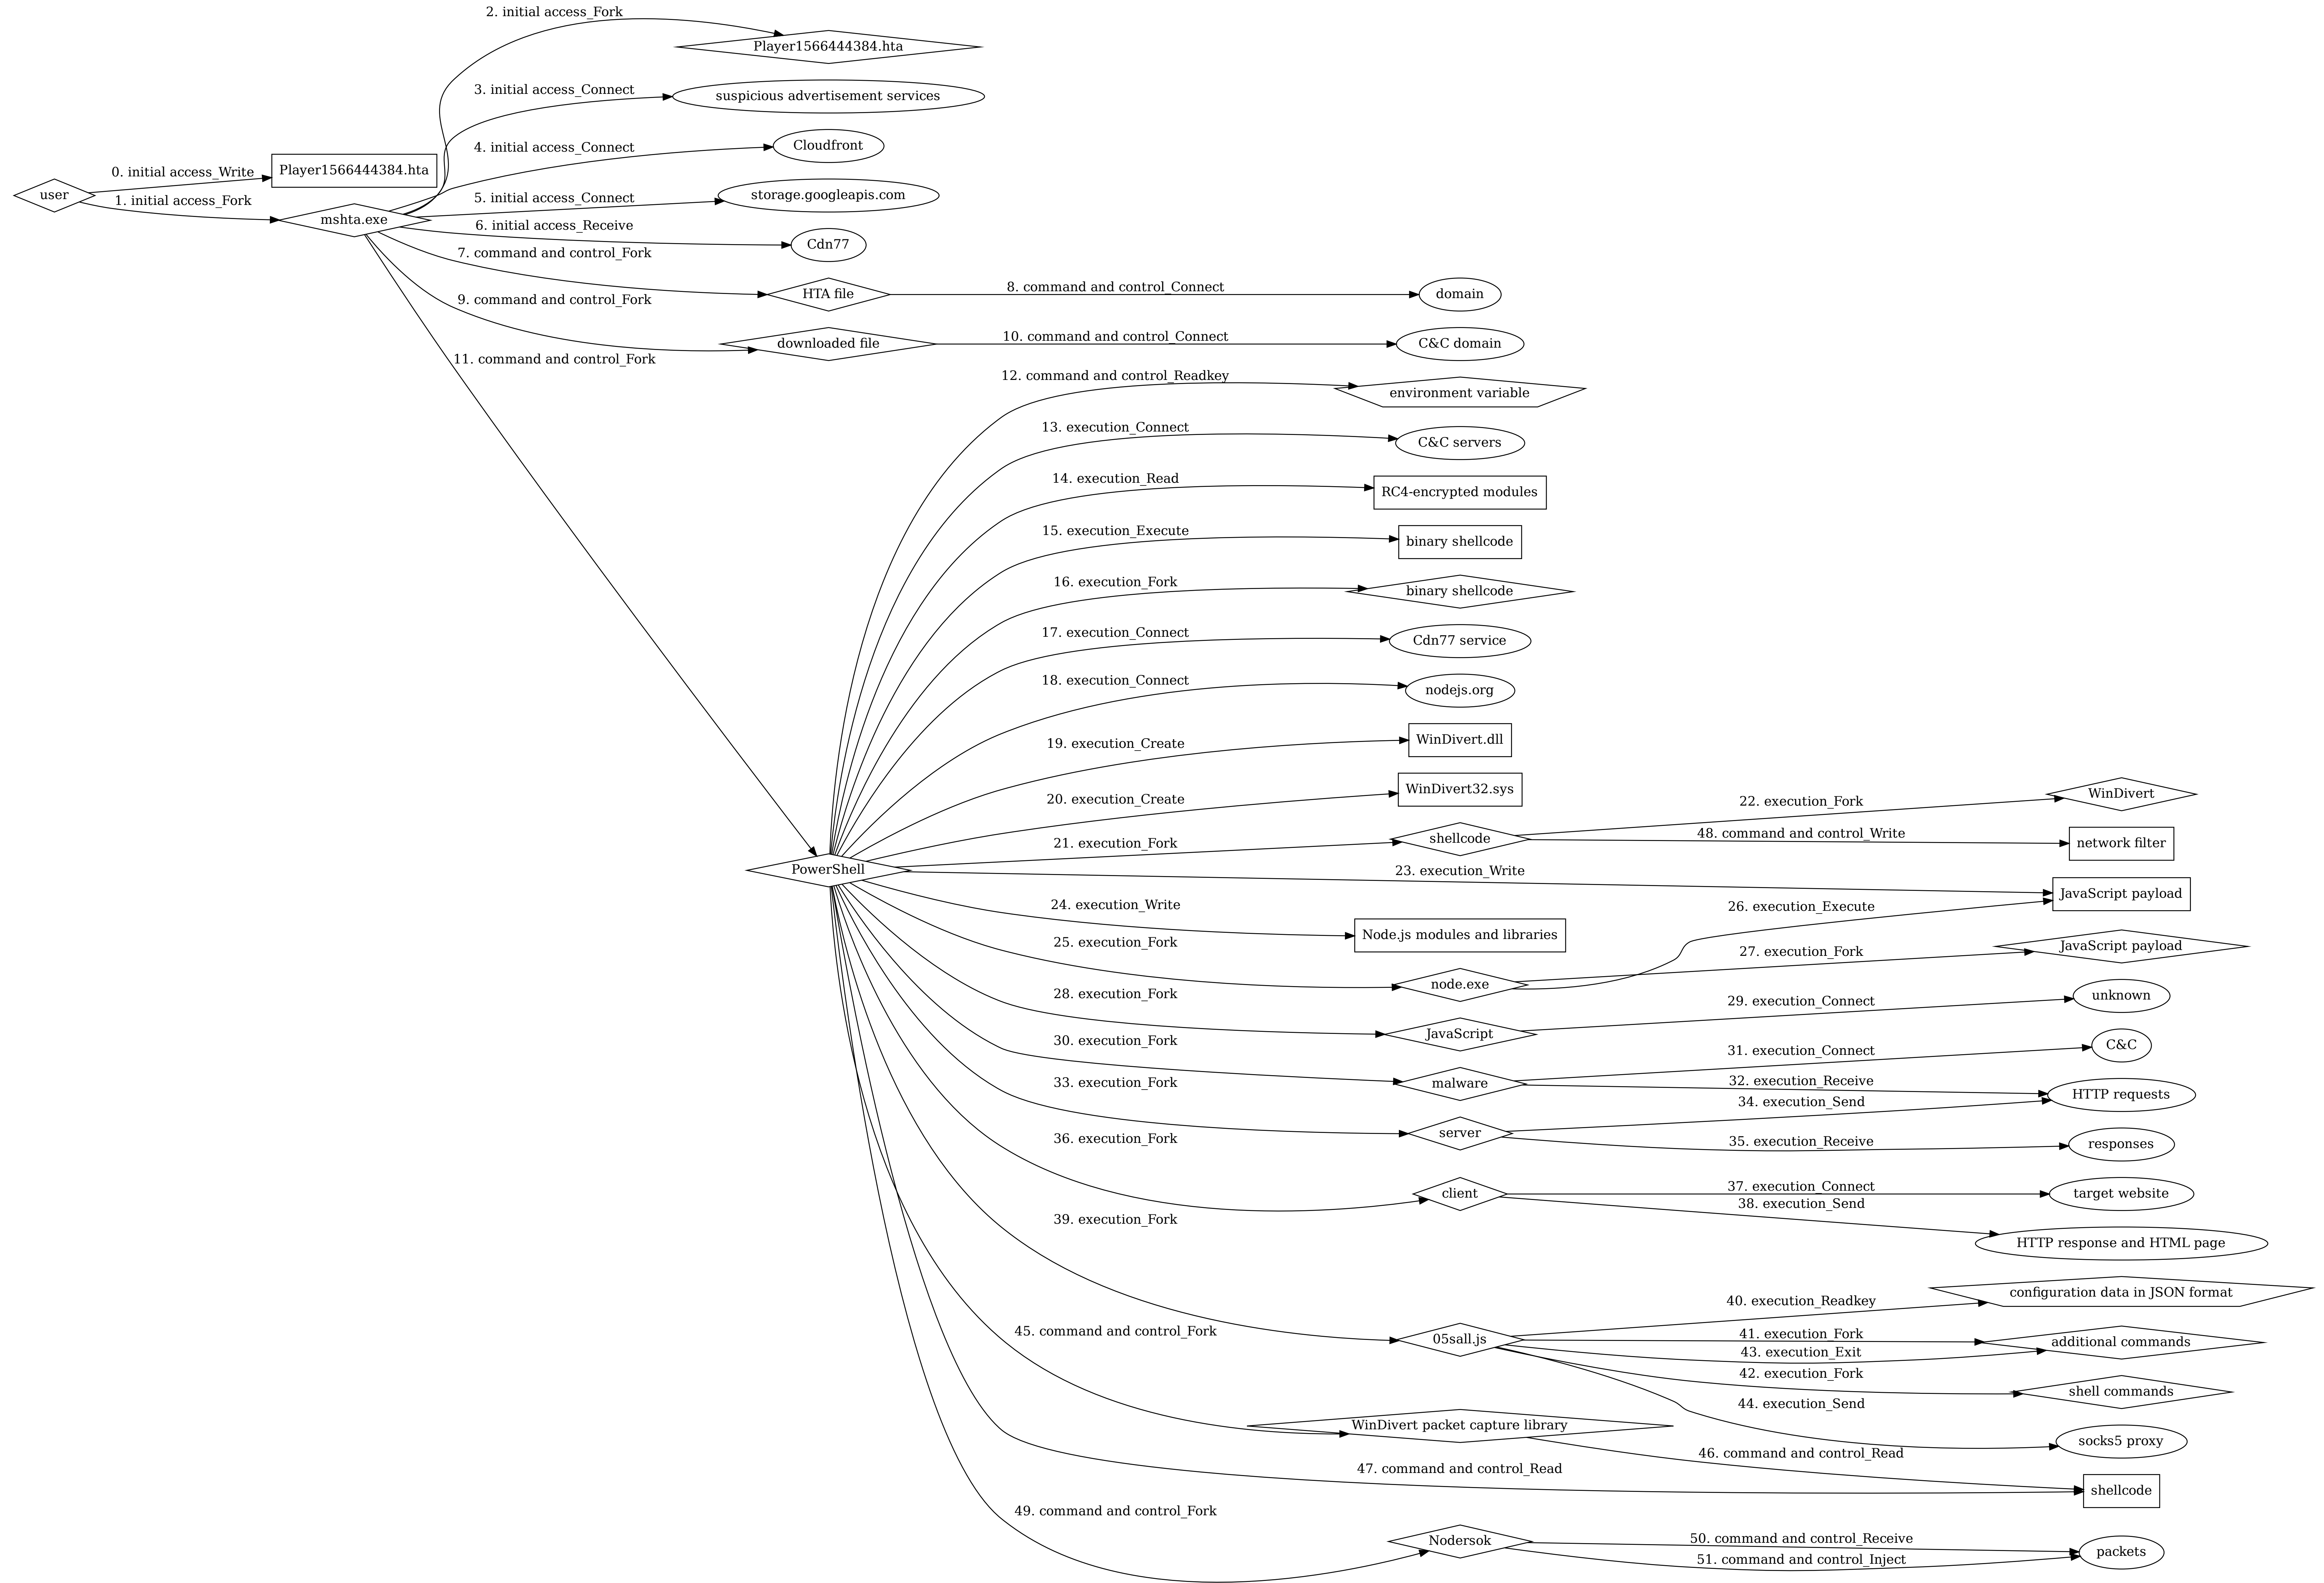 2. initial access_Fork
Player1566444384.hta
3. initial access_Connect
suspicious advertisement services
4. initial access_Connect
Cloudfront
0. initial access_Write
Player1566444384.hta
user
1. initial access_Fork
mshta.exe
5. initial access_Connect
storage.googleapis.com
6. initial access_Receive
Cdn77
7. command and control_Fork
HTA file
8. command and control_Connect
domain
9. command and control_Fork
downloaded file
10. command and control_Connect
C&C domain
11. command and control_Fork
12. command and control_Readkey
environment variable
13. execution_Connect
C&C servers
14. execution_Read
RC4-encrypted modules
15. execution_Execute
binary shellcode
16. execution_Fork
binary shellcode
17. execution_Connect
Cdn77 service
18. execution_Connect
nodejs.org
19. execution_Create
WinDivert.dll
20. execution_Create
WinDivert32.sys
22. execution_Fork
WinDivert
21. execution_Fork
shellcode
48. command and control_Write
network filter
PowerShell
23. execution_Write
JavaScript payload
24. execution_Write
Node.js modules and libraries
26. execution_Execute
25. execution_Fork
node.exe
27. execution_Fork
JavaScript payload
28. execution_Fork
JavaScript
29. execution_Connect
unknown
30. execution_Fork
malware
31. execution_Connect
C&C
32. execution_Receive
HTTP requests
33. execution_Fork
server
34. execution_Send
35. execution_Receive
responses
36. execution_Fork
client
37. execution_Connect
target website
38. execution_Send
HTTP response and HTML page
39. execution_Fork
05sall.js
40. execution_Readkey
configuration data in JSON format
41. execution_Fork
additional commands
43. execution_Exit
42. execution_Fork
shell commands
44. execution_Send
socks5 proxy
45. command and control_Fork
WinDivert packet capture library
46. command and control_Read
47. command and control_Read
shellcode
49. command and control_Fork
Nodersok
50. command and control_Receive
packets
51. command and control_Inject